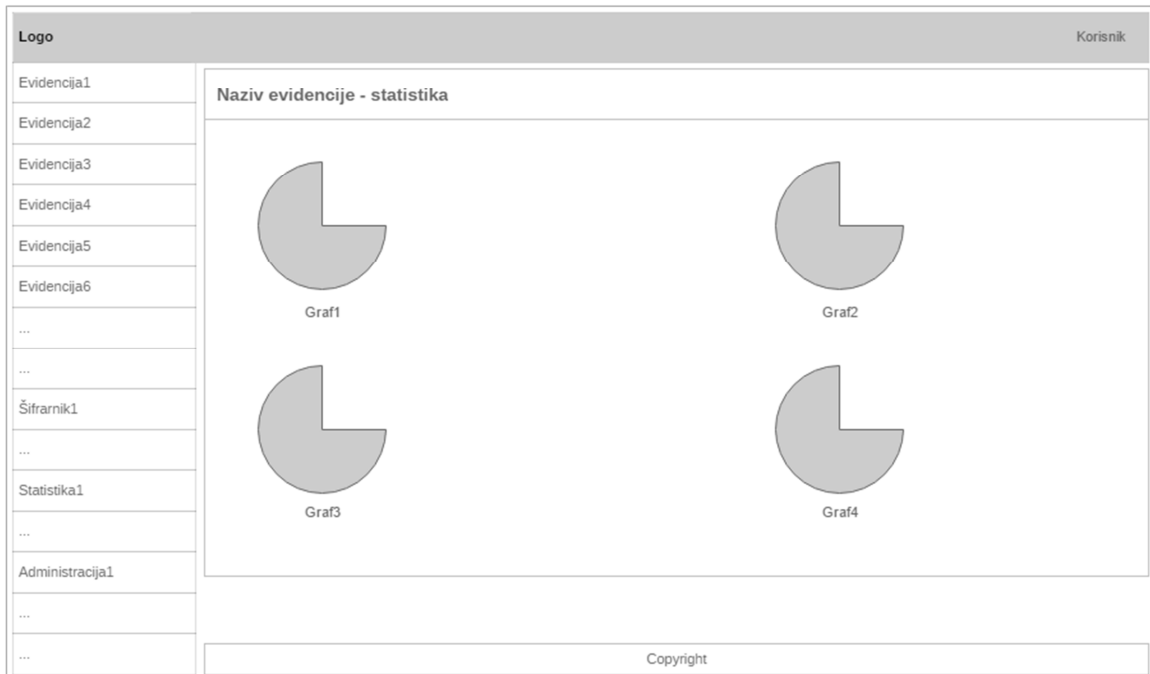 Logo
Korisnik
Evidencija1
Evidencija2
Evidencija3
Evidencija4
Evidencija5
Evidencija6
...
...
Šifrarnik1
...
Statistika1
...
Administracija1
...
...
Naziv evidencije - statistika
Graf1
Graf2
Graf3
Graf4
Copyright